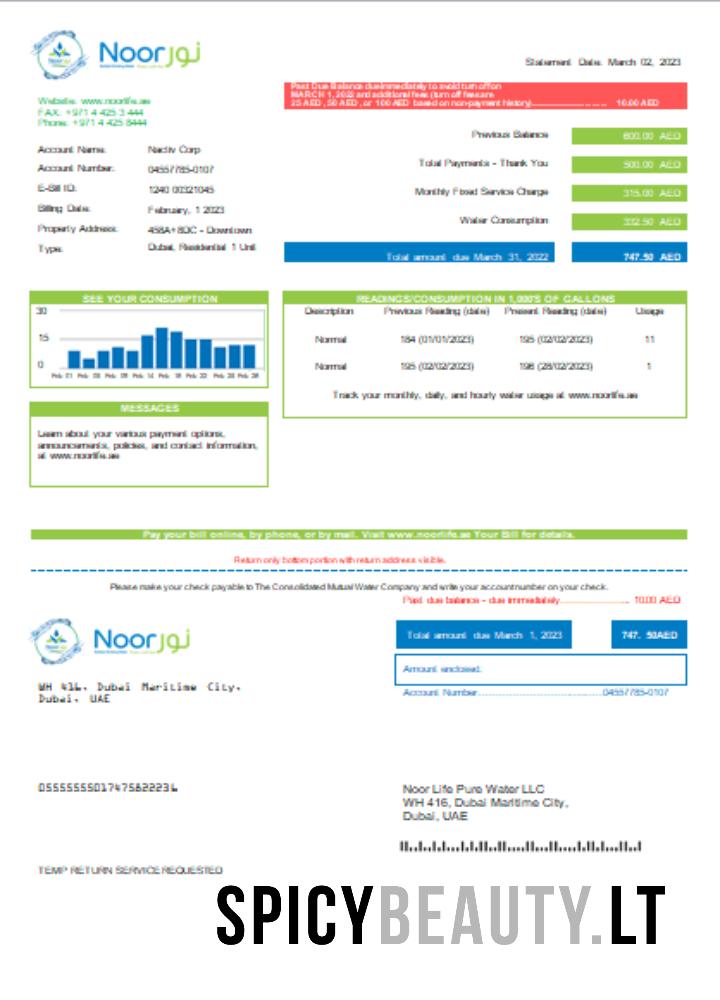 Noor نور
Statement Date: March 02, 2023
Past Due Balance due immediately to avoid turn off on
MARCH 1, 2022 and additional fees (turn off fees are
25 AED , 50 AED , or 100 AED based on non-payment history)........................ 10.00 AED
Website: www.noorlife.ae
FAX: +971 4 425 3 444
Phone: +971 4 425 8444
Account Name: Nactiv Corp
Account Number: 04557785-0107
E-Bill ID: 1240 00321045
Billing Date: February, 1 2023
Property Address: 458A+8DC - Downtown
Type: Dubai, Residential 1 Unit
Previous Balance 600.00 AED
Total Payments - Thank You 500.00 AED
Monthly Fixed Service Charge 315.00 AED
Water Consumption 332.50 AED
Total amount due March 31, 2022 747.50 AED
SEE YOUR CONSUMPTION
30
15
0
Feb 01 Feb 03 Feb 05 Feb 09 Feb 11 Feb 14 Feb 16 Feb 18 Feb 22 Feb 23 Feb 26 Feb 28
READINGS/CONSUMPTION IN 1,000'S OF GALLONS
Description Previous Reading (date) Present Reading (date) Usage
Normal 184 (01/01/2023) 195 (02/02/2023) 11
Normal 195 (02/02/2023) 196 (28/02/2023) 1
Track your monthly, daily, and hourly water usage at www.noorlife.ae
MESSAGES
Learn about your various payment options,
announcements, policies, and contact information,
at www.noorlife.ae
Pay your bill online, by phone, or by mail. Visit www.noorlife.ae Your Bill for details.
Return only bottom portion with return address visible.
Please make your check payable to The Consolidated Mutual Water Company and write your account number on your check.
Past due balance - due immediately........................ 10.00 AED
Noor نور
Total amount due March 1, 2023 747. 50AED
Amount enclosed:
Account Number........................................04557785-0107
WH 416, Dubai Maritime City,
Dubai, UAE
05555555017475822236
Noor Life Pure Water LLC
WH 416, Dubai Maritime City,
Dubai, UAE
TEMP RETURN SERVICE REQUESTED
SPICYBEAUTY.LT